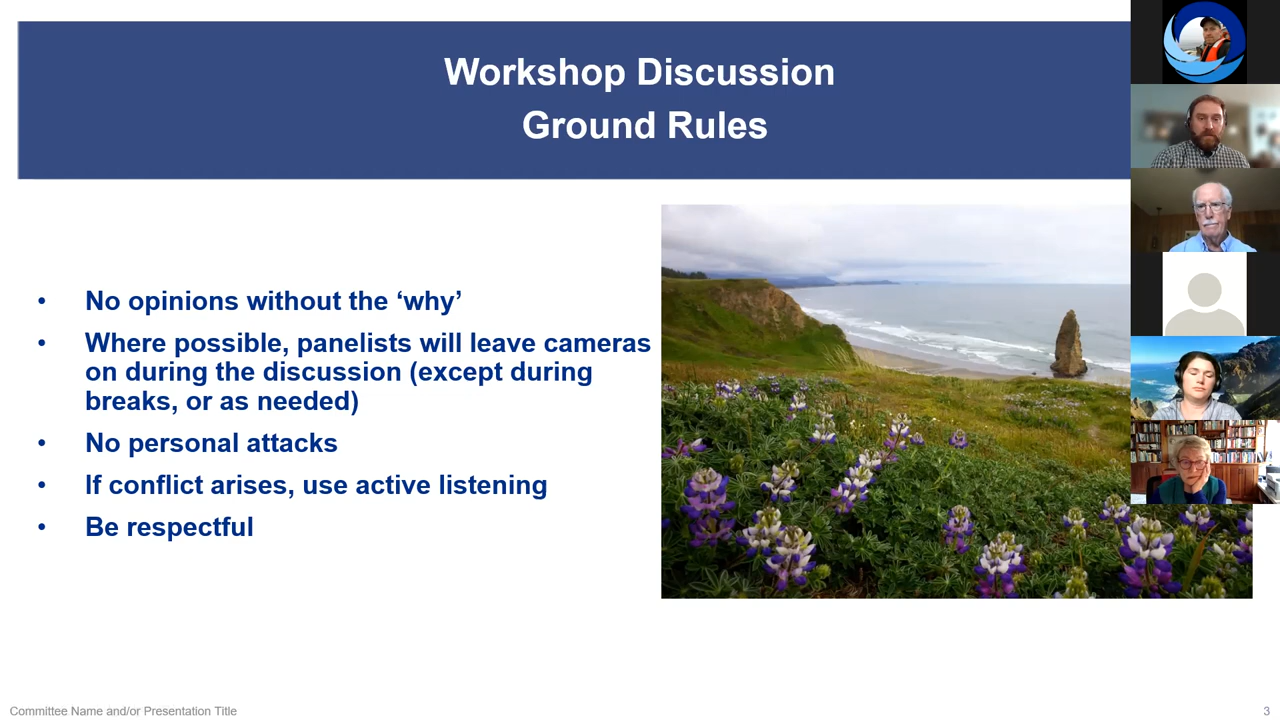 Workshop Discussion
Ground Rules
• No opinions without the ‘why’
• Where possible, panelists will leave cameras
on during the discussion (except during
breaks, or as needed)
• No personal attacks
• If conflict arises, use active listening
• Be respectful
Committee Name and/or Presentation Title
3